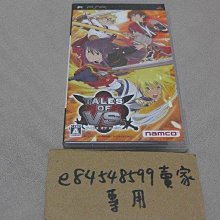 PSP
TALES OF
VS.
namco
e84548599賣家
專用